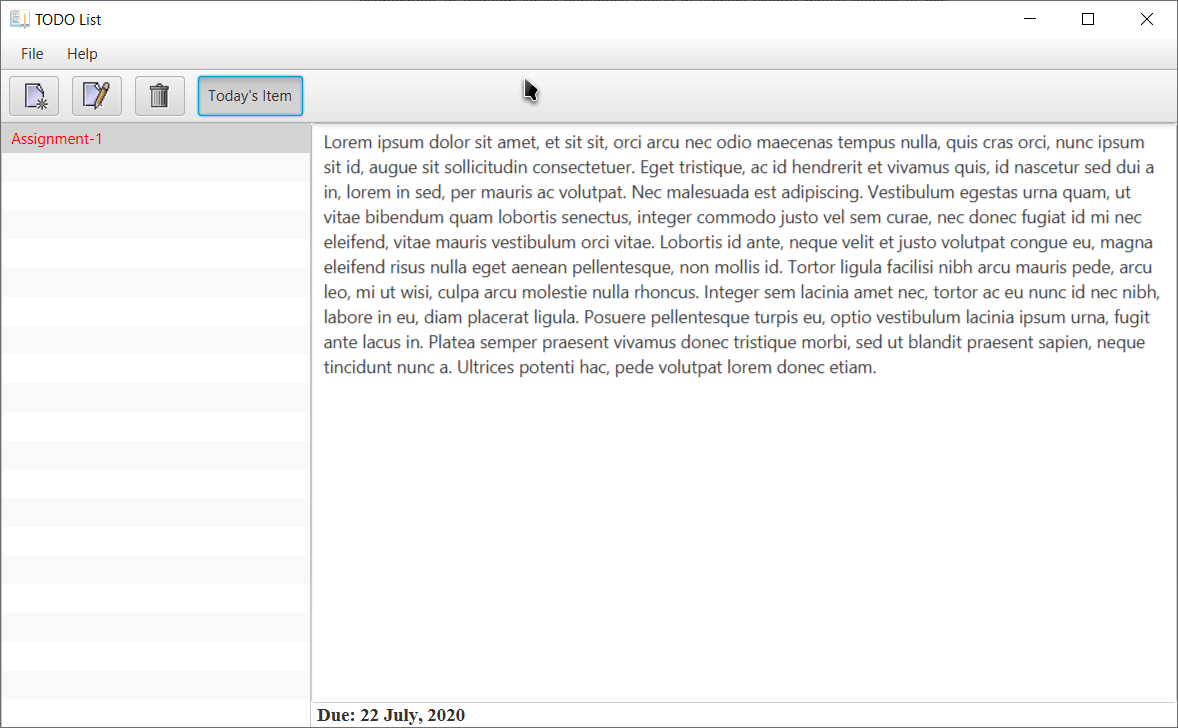 TODO List
File Help
Today's Item
Assignment-1
Lorem ipsum dolor sit amet, et sit sit, orci arcu nec odio maecenas tempus nulla, quis cras orci, nunc ipsum
sit id, augue sit sollicitudin consectetuer. Eget tristique, ac id hendrerit et vivamus quis, id nascetur sed dui a
in, lorem in sed, per mauris ac volutpat. Nec malesuada est adipiscing. Vestibulum egestas urna quam, ut
vitae bibendum quam lobortis senectus, integer commodo justo vel sem curae, nec donec fugiat id mi nec
eleifend, vitae mauris vestibulum orci vitae. Lobortis id ante, neque velit et justo volutpat congue eu, magna
eleifend risus nulla eget aenean pellentesque, non mollis id. Tortor ligula facilisi nibh arcu mauris pede, arcu
leo, mi ut wisi, culpa arcu molestie nulla rhoncus. Integer sem lacinia amet nec, tortor ac eu nunc id nec nibh,
labore in eu, diam placerat ligula. Posuere pellentesque turpis eu, optio vestibulum lacinia ipsum urna, fugit
ante lacus in. Platea semper praesent vivamus donec tristique morbi, sed ut blandit praesent sapien, neque
tincidunt nunc a. Ultrices potenti hac, pede volutpat lorem donec etiam.
Due: 22 July, 2020